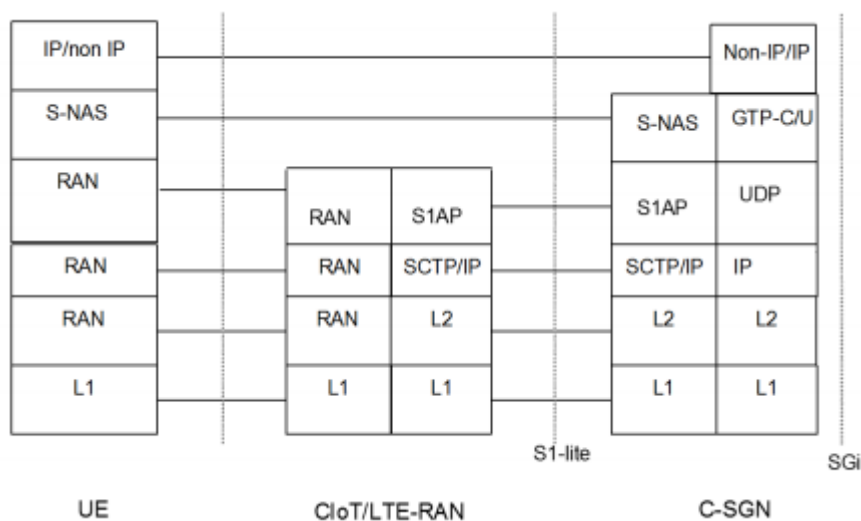 IP/non IP
Non-IP/IP
S-NAS
S-NAS
GTP-C/U
RAN
RAN
S1AP
S1AP
UDP
RAN
RAN
SCTP/IP
SCTP/IP
IP
RAN
RAN
L2
L2
L2
L1
L1
L1
L1
L1
S1-lite
SGi
UE
CIoT/LTE-RAN
C-SGN